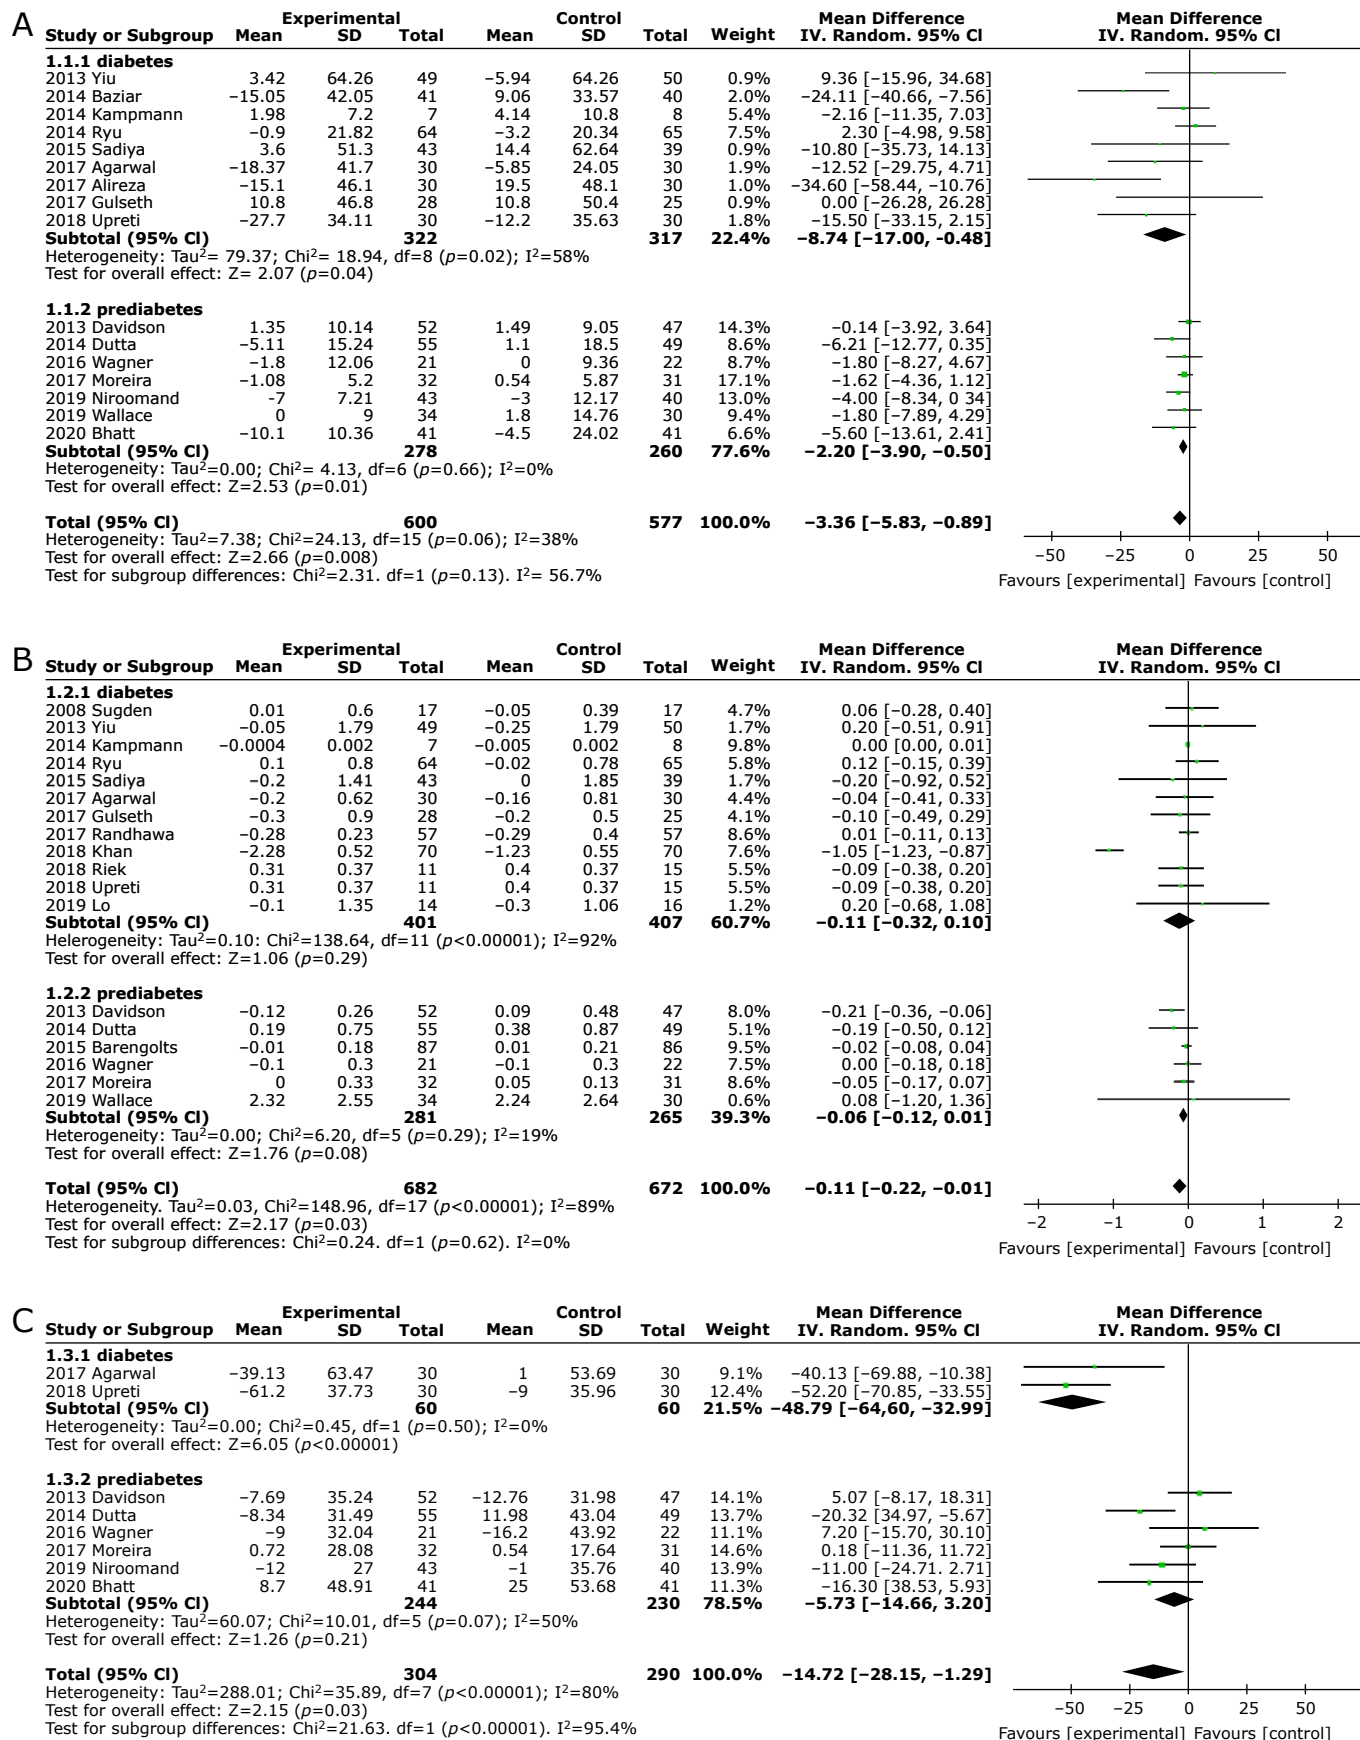 A
Experimental Control Mean Difference Mean Difference
Study or Subgroup Mean SD Total Mean SD Total Weight IV. Random. 95% CI IV. Random. 95% CI
1.1.1 diabetes
2013 Yiu 3.42 64.26 49 −5.94 64.26 50 0.9% 9.36 [−15.96, 34.68]
2014 Baziar −15.05 42.05 41 9.06 33.57 40 2.0% −24.11 [−40.66, −7.56]
2014 Kampmann 1.98 7.2 7 4.14 10.8 8 5.4% −2.16 [−11.35, 7.03]
2014 Ryu −0.9 21.82 64 −3.2 20.34 65 7.5% 2.30 [−4.98, 9.58]
2015 Sadiya 3.6 51.3 43 14.4 62.64 39 0.9% −10.80 [−35.73, 14.13]
2017 Agarwal −18.37 41.7 30 −5.85 24.05 30 1.9% −12.52 [−29.75, 4.71]
2017 Alireza −15.1 46.1 30 19.5 48.1 30 1.0% −34.60 [−58.44, −10.76]
2017 Gulseth 10.8 46.8 28 10.8 50.4 25 0.9% 0.00 [−26.28, 26.28]
2018 Upreti −27.7 34.11 30 −12.2 35.63 30 1.8% −15.50 [−33.15, 2.15]
Subtotal (95% CI) 322 317 22.4% −8.74 [−17.00, −0.48]
Heterogeneity: Tau²= 79.37; Chi²= 18.94, df=8 (p=0.02); I²=58%
Test for overall effect: Z= 2.07 (p=0.04)
1.1.2 prediabetes
2013 Davidson 1.35 10.14 52 1.49 9.05 47 14.3% −0.14 [−3.92, 3.64]
2014 Dutta −5.11 15.24 55 1.1 18.5 49 8.6% −6.21 [−12.77, 0.35]
2016 Wagner −1.8 12.06 21 0 9.36 22 8.7% −1.80 [−8.27, 4.67]
2017 Moreira −1.08 5.2 32 0.54 5.87 31 17.1% −1.62 [−4.36, 1.12]
2019 Niroomand −7 7.21 43 −3 12.17 40 13.0% −4.00 [−8.34, 0 34]
2019 Wallace 0 9 34 1.8 14.76 30 9.4% −1.80 [−7.89, 4.29]
2020 Bhatt −10.1 10.36 41 −4.5 24.02 41 6.6% −5.60 [−13.61, 2.41]
Subtotal (95% CI) 278 260 77.6% −2.20 [−3.90, −0.50]
Heterogeneity: Tau²=0.00; Chi²= 4.13, df=6 (p=0.66); I²=0%
Test for overall effect: Z=2.53 (p=0.01)
Total (95% CI) 600 577 100.0% −3.36 [−5.83, −0.89]
Heterogeneity: Tau²=7.38; Chi²=24.13, df=15 (p=0.06); I²=38%
Test for overall effect: Z=2.66 (p=0.008)
Test for subgroup differences: Chi²=2.31. df=1 (p=0.13). I²= 56.7%
−50 −25 0 25 50
Favours [experimental] Favours [control]
B
Experimental Control Mean Difference Mean Difference
Study or Subgroup Mean SD Total Mean SD Total Weight IV. Random. 95% CI IV. Random. 95% CI
1.2.1 diabetes
2008 Sugden 0.01 0.6 17 −0.05 0.39 17 4.7% 0.06 [−0.28, 0.40]
2013 Yiu −0.05 1.79 49 −0.25 1.79 50 1.7% 0.20 [−0.51, 0.91]
2014 Kampmann −0.0004 0.002 7 −0.005 0.002 8 9.8% 0.00 [0.00, 0.01]
2014 Ryu 0.1 0.8 64 −0.02 0.78 65 5.8% 0.12 [−0.15, 0.39]
2015 Sadiya −0.2 1.41 43 0 1.85 39 1.7% −0.20 [−0.92, 0.52]
2017 Agarwal −0.2 0.62 30 −0.16 0.81 30 4.4% −0.04 [−0.41, 0.33]
2017 Gulseth −0.3 0.9 28 −0.2 0.5 25 4.1% −0.10 [−0.49, 0.29]
2017 Randhawa −0.28 0.23 57 −0.29 0.4 57 8.6% 0.01 [−0.11, 0.13]
2018 Khan −2.28 0.52 70 −1.23 0.55 70 7.6% −1.05 [−1.23, −0.87]
2018 Riek 0.31 0.37 11 0.4 0.37 15 5.5% −0.09 [−0.38, 0.20]
2018 Upreti 0.31 0.37 11 0.4 0.37 15 5.5% −0.09 [−0.38, 0.20]
2019 Lo −0.1 1.35 14 −0.3 1.06 16 1.2% 0.20 [−0.68, 1.08]
Subtotal (95% CI) 401 407 60.7% −0.11 [−0.32, 0.10]
Helerogeneity: Tau²=0.10: Chi²=138.64, df=11 (p<0.00001); I²=92%
Test for overall effect: Z=1.06 (p=0.29)
1.2.2 prediabetes
2013 Davidson −0.12 0.26 52 0.09 0.48 47 8.0% −0.21 [−0.36, −0.06]
2014 Dutta 0.19 0.75 55 0.38 0.87 49 5.1% −0.19 [−0.50, 0.12]
2015 Barengolts −0.01 0.18 87 0.01 0.21 86 9.5% −0.02 [−0.08, 0.04]
2016 Wagner −0.1 0.3 21 −0.1 0.3 22 7.5% 0.00 [−0.18, 0.18]
2017 Moreira 0 0.33 32 0.05 0.13 31 8.6% −0.05 [−0.17, 0.07]
2019 Wallace 2.32 2.55 34 2.24 2.64 30 0.6% 0.08 [−1.20, 1.36]
Subtotal (95% CI) 281 265 39.3% −0.06 [−0.12, 0.01]
Heterogeneity: Tau²=0.00; Chi²=6.20, df=5 (p=0.29); I²=19%
Test for overall effect: Z=1.76 (p=0.08)
Total (95% CI) 682 672 100.0% −0.11 [−0.22, −0.01]
Heterogeneity. Tau²=0.03, Chi²=148.96, df=17 (p<0.00001); I²=89%
Test for overall effect: Z=2.17 (p=0.03)
Test for subgroup differences: Chi²=0.24. df=1 (p=0.62). I²=0%
−2 −1 0 1 2
Favours [experimental] Favours [control]
C
Experimental Control Mean Difference Mean Difference
Study or Subgroup Mean SD Total Mean SD Total Weight IV. Random. 95% CI IV. Random. 95% CI
1.3.1 diabetes
2017 Agarwal −39.13 63.47 30 1 53.69 30 9.1% −40.13 [−69.88, −10.38]
2018 Upreti −61.2 37.73 30 −9 35.96 30 12.4% −52.20 [−70.85, −33.55]
Subtotal (95% CI) 60 60 21.5% −48.79 [−64,60, −32.99]
Heterogeneity: Tau²=0.00; Chi²=0.45, df=1 (p=0.50); I²=0%
Test for overall effect: Z=6.05 (p<0.00001)
1.3.2 prediabetes
2013 Davidson −7.69 35.24 52 −12.76 31.98 47 14.1% 5.07 [−8.17, 18.31]
2014 Dutta −8.34 31.49 55 11.98 43.04 49 13.7% −20.32 [34.97, −5.67]
2016 Wagner −9 32.04 21 −16.2 43.92 22 11.1% 7.20 [−15.70, 30.10]
2017 Moreira 0.72 28.08 32 0.54 17.64 31 14.6% 0.18 [−11.36, 11.72]
2019 Niroomand −12 27 43 −1 35.76 40 13.9% −11.00 [−24.71. 2.71]
2020 Bhatt 8.7 48.91 41 25 53.68 41 11.3% −16.30 [38.53, 5.93]
Subtotal (95% CI) 244 230 78.5% −5.73 [−14.66, 3.20]
Heterogeneity: Tau²=60.07; Chi²=10.01, df=5 (p=0.07); I²=50%
Test for overall effect: Z=1.26 (p=0.21)
Total (95% CI) 304 290 100.0% −14.72 [−28.15, −1.29]
Heterogeneity: Tau²=288.01; Chi²=35.89, df=7 (p<0.00001); I²=80%
Test for overall effect: Z=2.15 (p=0.03)
Test for subgroup differences: Chi²=21.63. df=1 (p<0.00001). I²=95.4%
−50 −25 0 25 50
Favours [experimental] Favours [control]